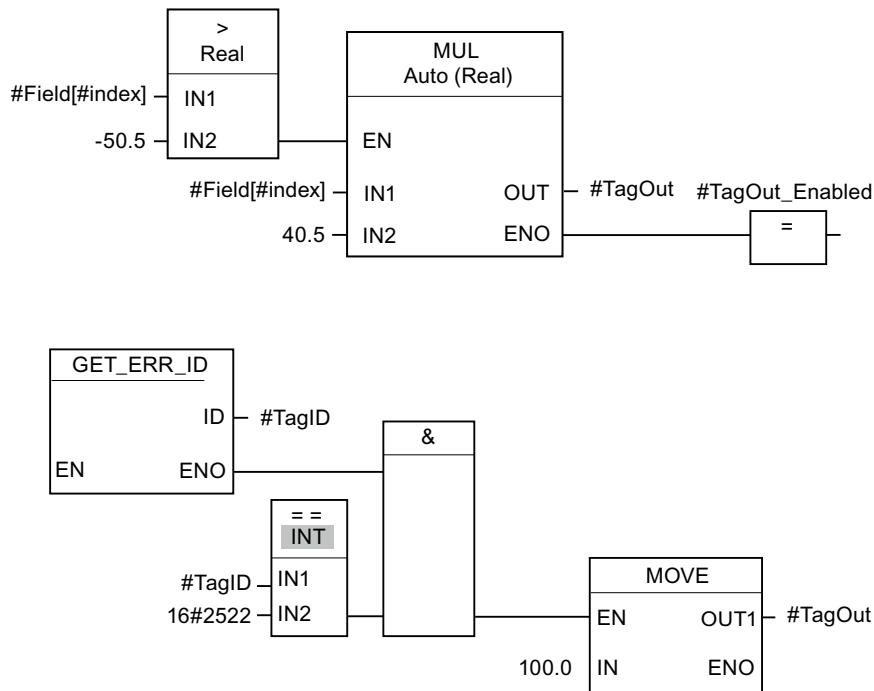 >
Real
#Field[#index]
IN1
-50.5
IN2
MUL
Auto (Real)
EN
#Field[#index]
IN1
OUT
#TagOut
40.5
IN2
ENO
#TagOut_Enabled
=
GET_ERR_ID
ID
#TagID
EN
ENO
&
= =
INT
#TagID
IN1
16#2522
IN2
MOVE
EN
OUT1
#TagOut
100.0
IN
ENO